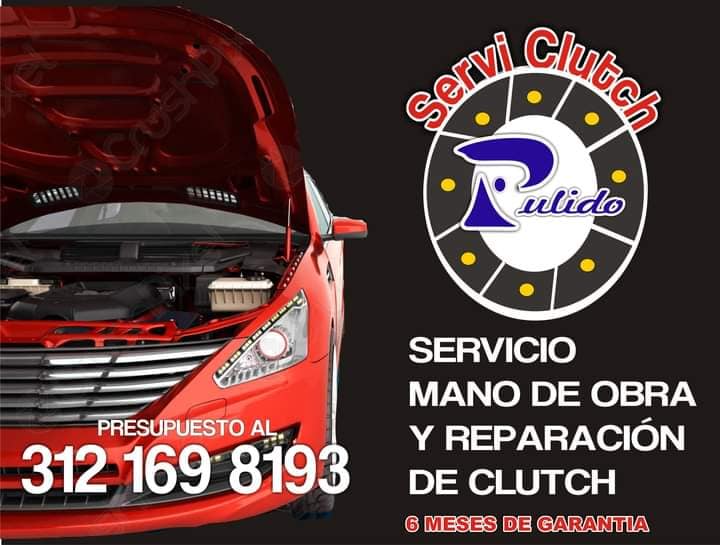 Servi Clutch
Pulido
SERVICIO
MANO DE OBRA
Y REPARACIÓN
DE CLUTCH
6 MESES DE GARANTIA
PRESUPUESTO AL
312 169 8193